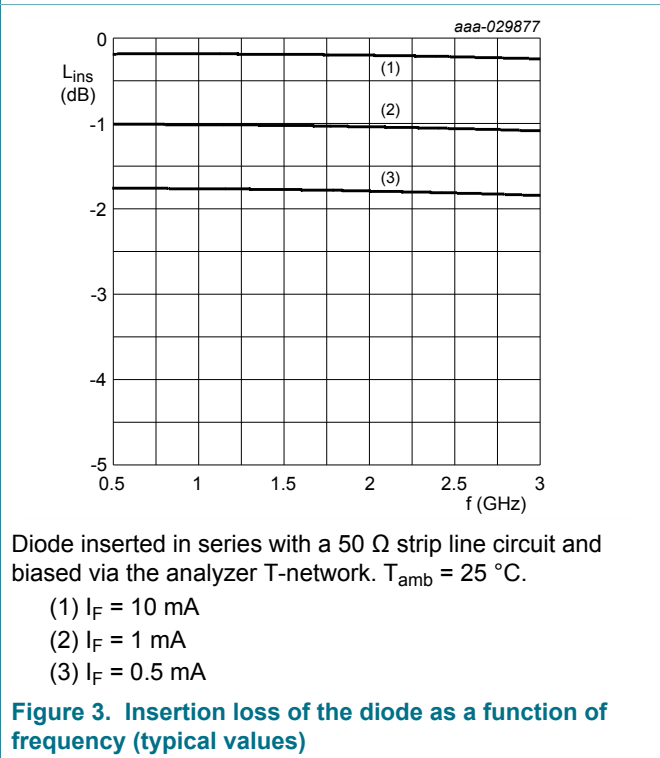 aaa-029877
0
Lins
(dB)
(1)
(2)
-1
(3)
-2
-3
-4
-5
0.5 1 1.5 2 2.5 3
f (GHz)
Diode inserted in series with a 50 Ω strip line circuit and
biased via the analyzer T-network. Tamb = 25 °C.
(1) IF = 10 mA
(2) IF = 1 mA
(3) IF = 0.5 mA
Figure 3. Insertion loss of the diode as a function of
frequency (typical values)